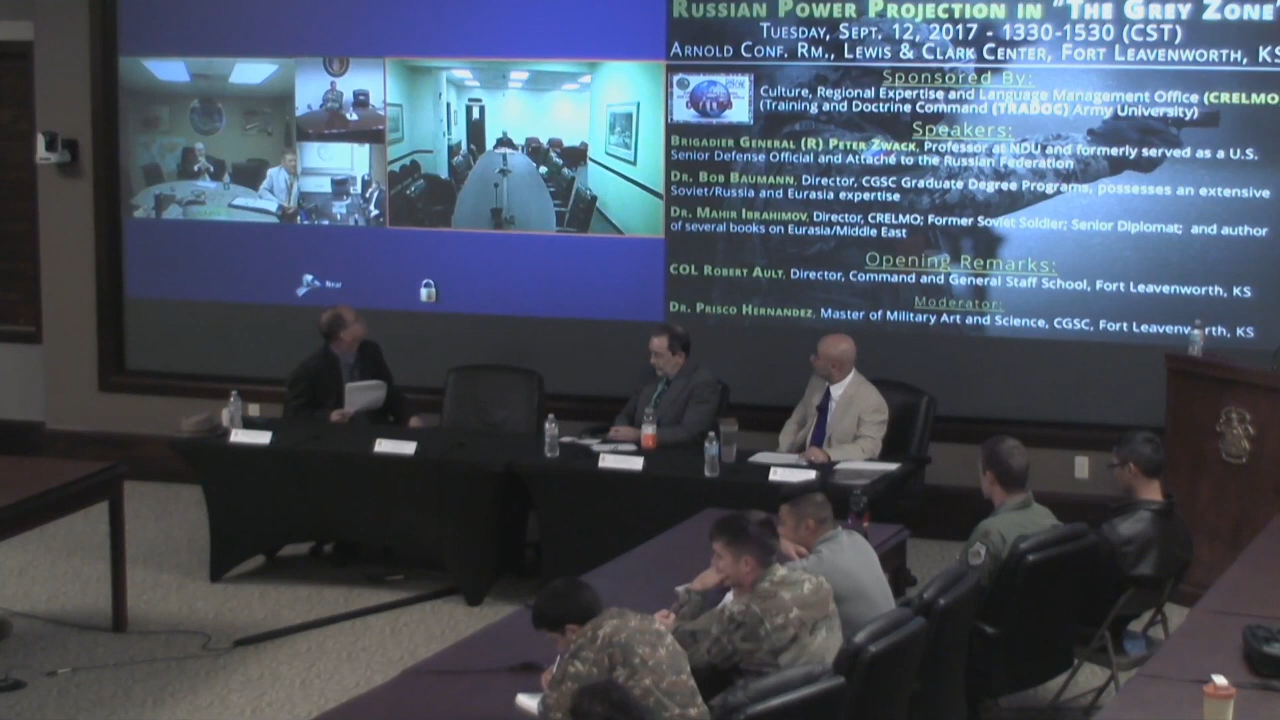 RUSSIAN POWER PROJECTION IN "THE GREY ZONE"
TUESDAY, SEPT. 12, 2017 - 1330-1530 (CST)
ARNOLD CONF. RM., LEWIS & CLARK CENTER, FORT LEAVENWORTH, KS
Sponsored By:
Culture, Regional Expertise and Language Management Office (CRELMO)
(Training and Doctrine Command (TRADOC) Army University)
Speakers:
BRIGADIER GENERAL (R) PETER ZWACK, Professor at NDU and formerly served as a U.S.
Senior Defense Official and Attaché to the Russian Federation
DR. BOB BAUMANN, Director, CGSC Graduate Degree Programs, possesses an extensive
Soviet/Russia and Eurasia expertise
DR. MAHIR IBRAHIMOV, Director, CRELMO; Former Soviet Soldier; Senior Diplomat; and author
of several books on Eurasia/Middle East
Opening Remarks:
COL ROBERT AULT, Director, Command and General Staff School, Fort Leavenworth, KS
Moderator:
DR. PRISCO HERNANDEZ, Master of Military Art and Science, CGSC, Fort Leavenworth, KS
Near